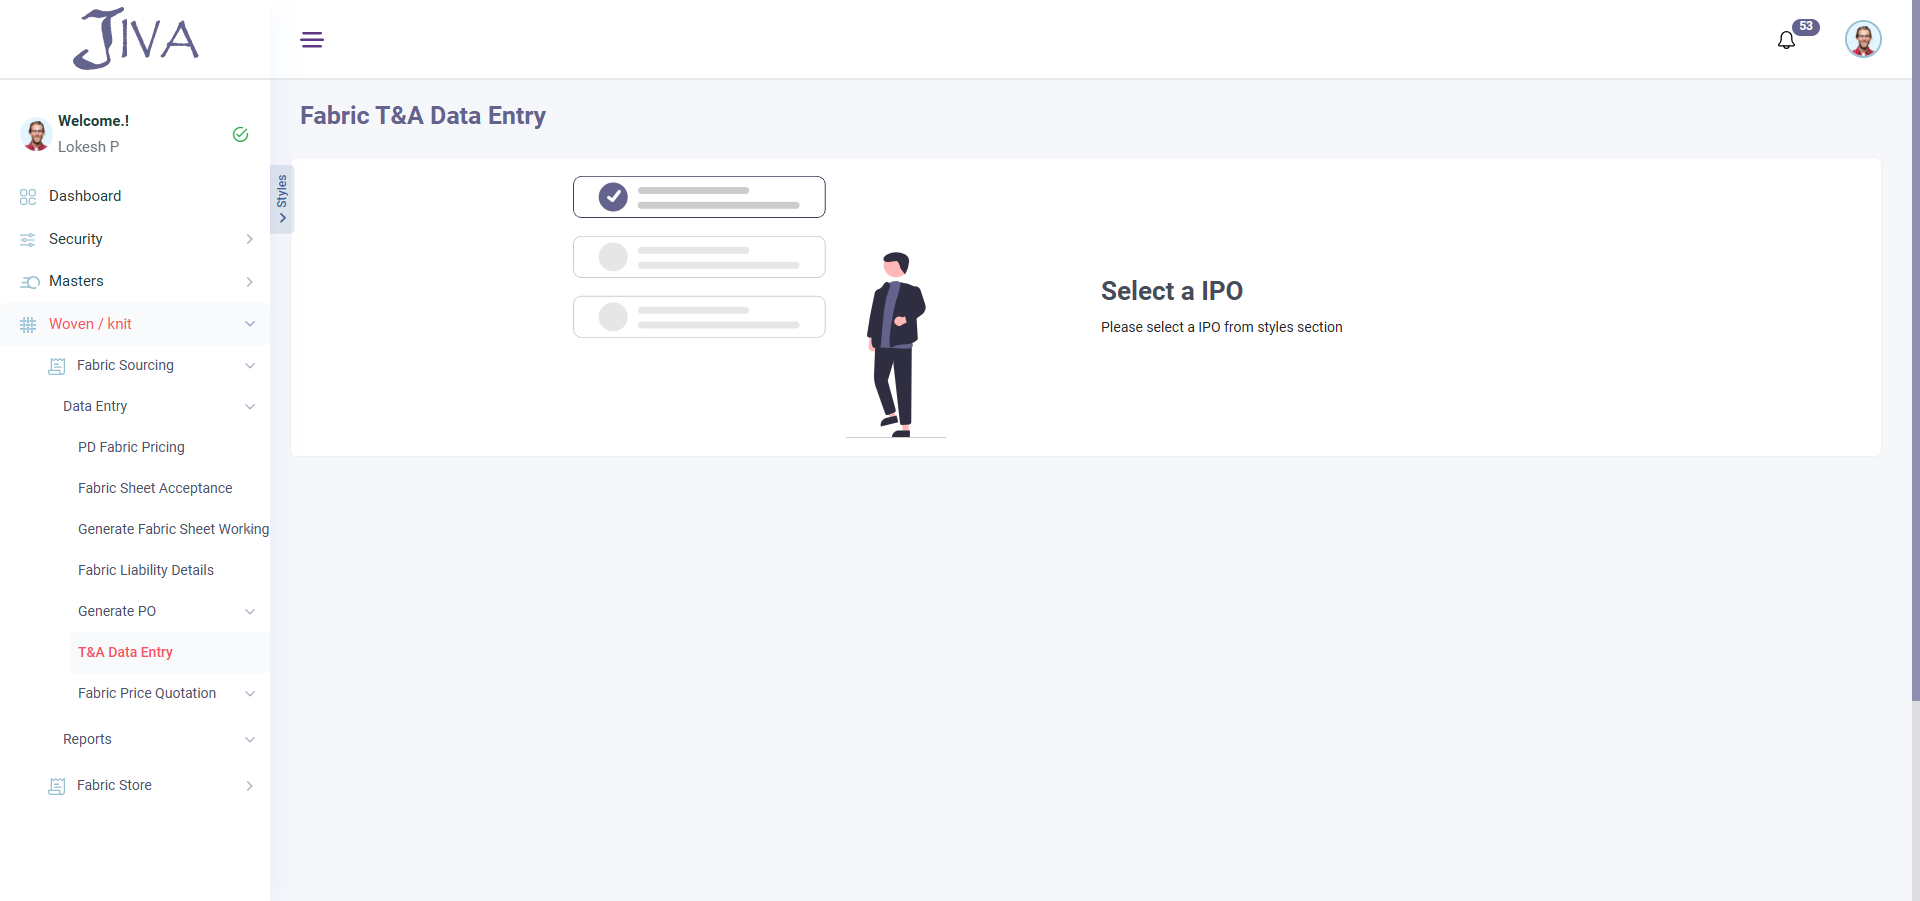 JIVA
53
Welcome.!
Lokesh P
Dashboard
Security
Masters
Woven / knit
Fabric Sourcing
Data Entry
PD Fabric Pricing
Fabric Sheet Acceptance
Generate Fabric Sheet Working
Fabric Liability Details
Generate PO
T&A Data Entry
Fabric Price Quotation
Reports
Fabric Store
Styles
Fabric T&A Data Entry
Select a IPO
Please select a IPO from styles section